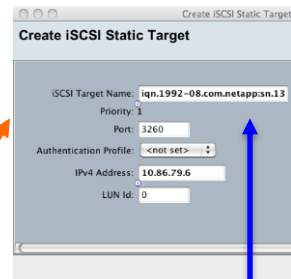 Create iSCSI Static Target
Create iSCSI Static Target
iSCSI Target Name: iqn.1992-08.com.netapp:sn.13
Priority: 1
Port: 3260
Authentication Profile: <not set>
IPv4 Address: 10.86.79.6
LUN Id: 0